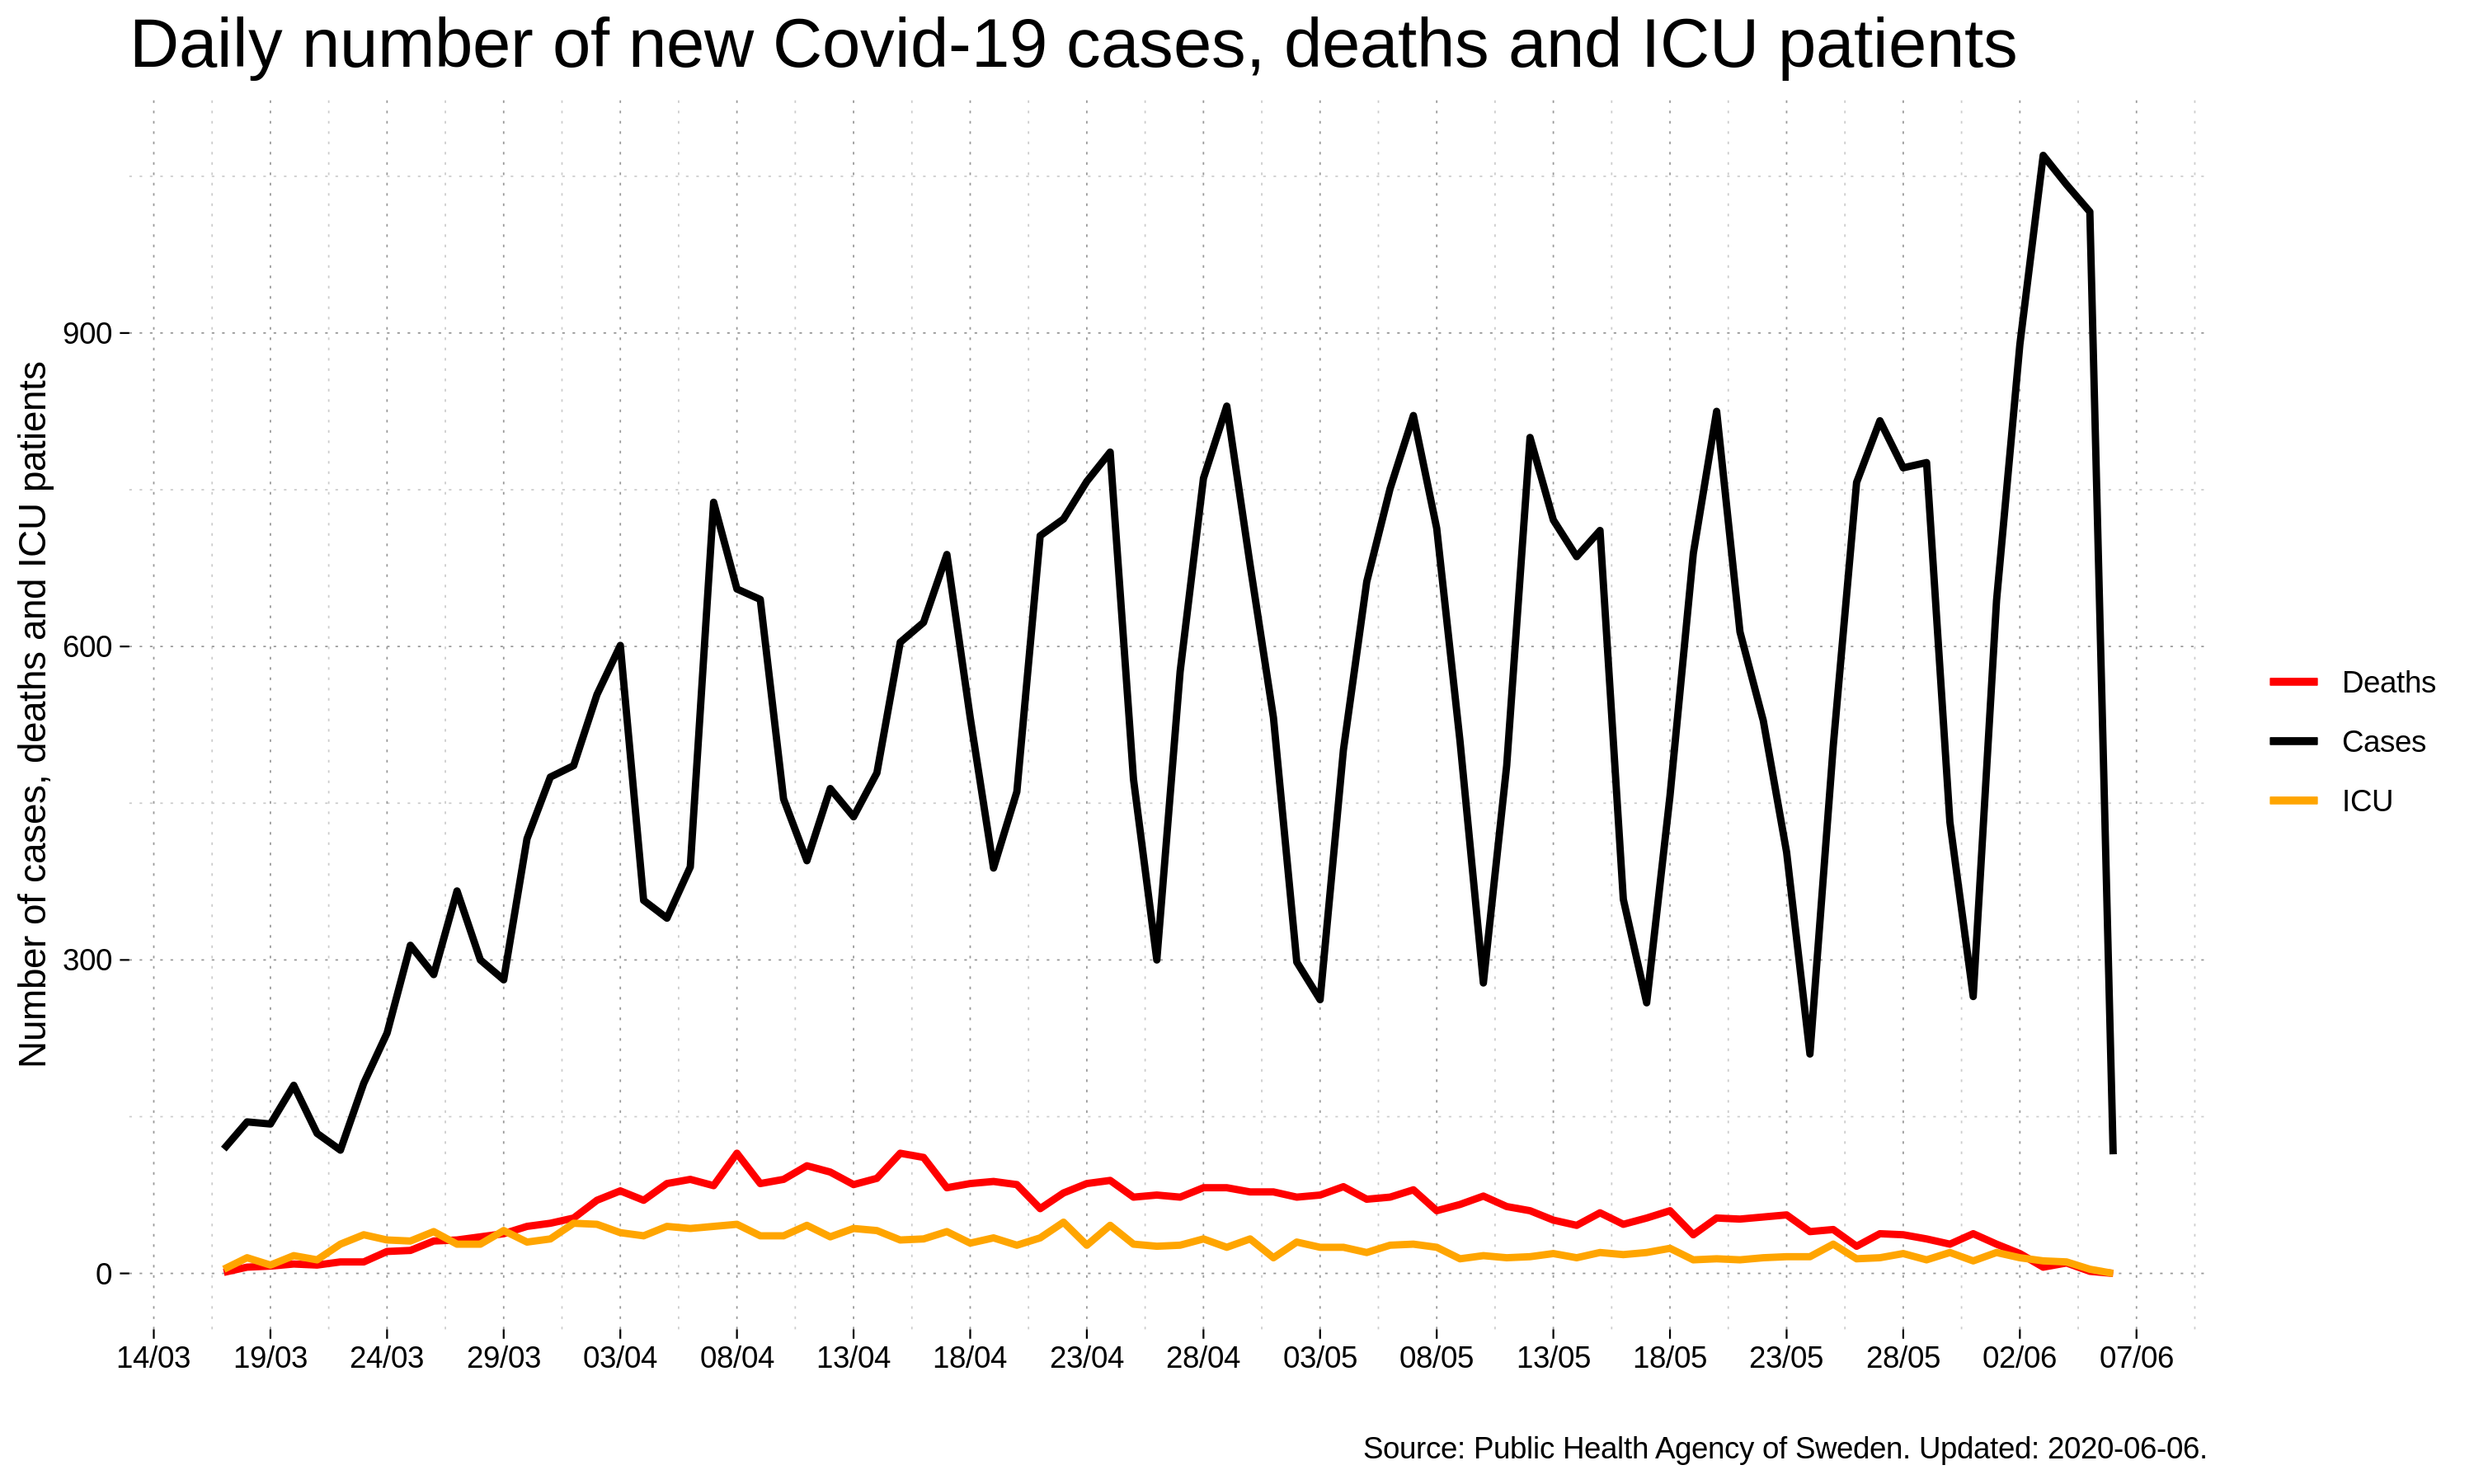 Daily number of new Covid-19 cases, deaths and ICU patients
Number of cases, deaths and ICU patients
900
600
300
0
14/03 19/03 24/03 29/03 03/04 08/04 13/04 18/04 23/04 28/04 03/05 08/05 13/05 18/05 23/05 28/05 02/06 07/06
Deaths
Cases
ICU
Source: Public Health Agency of Sweden. Updated: 2020-06-06.